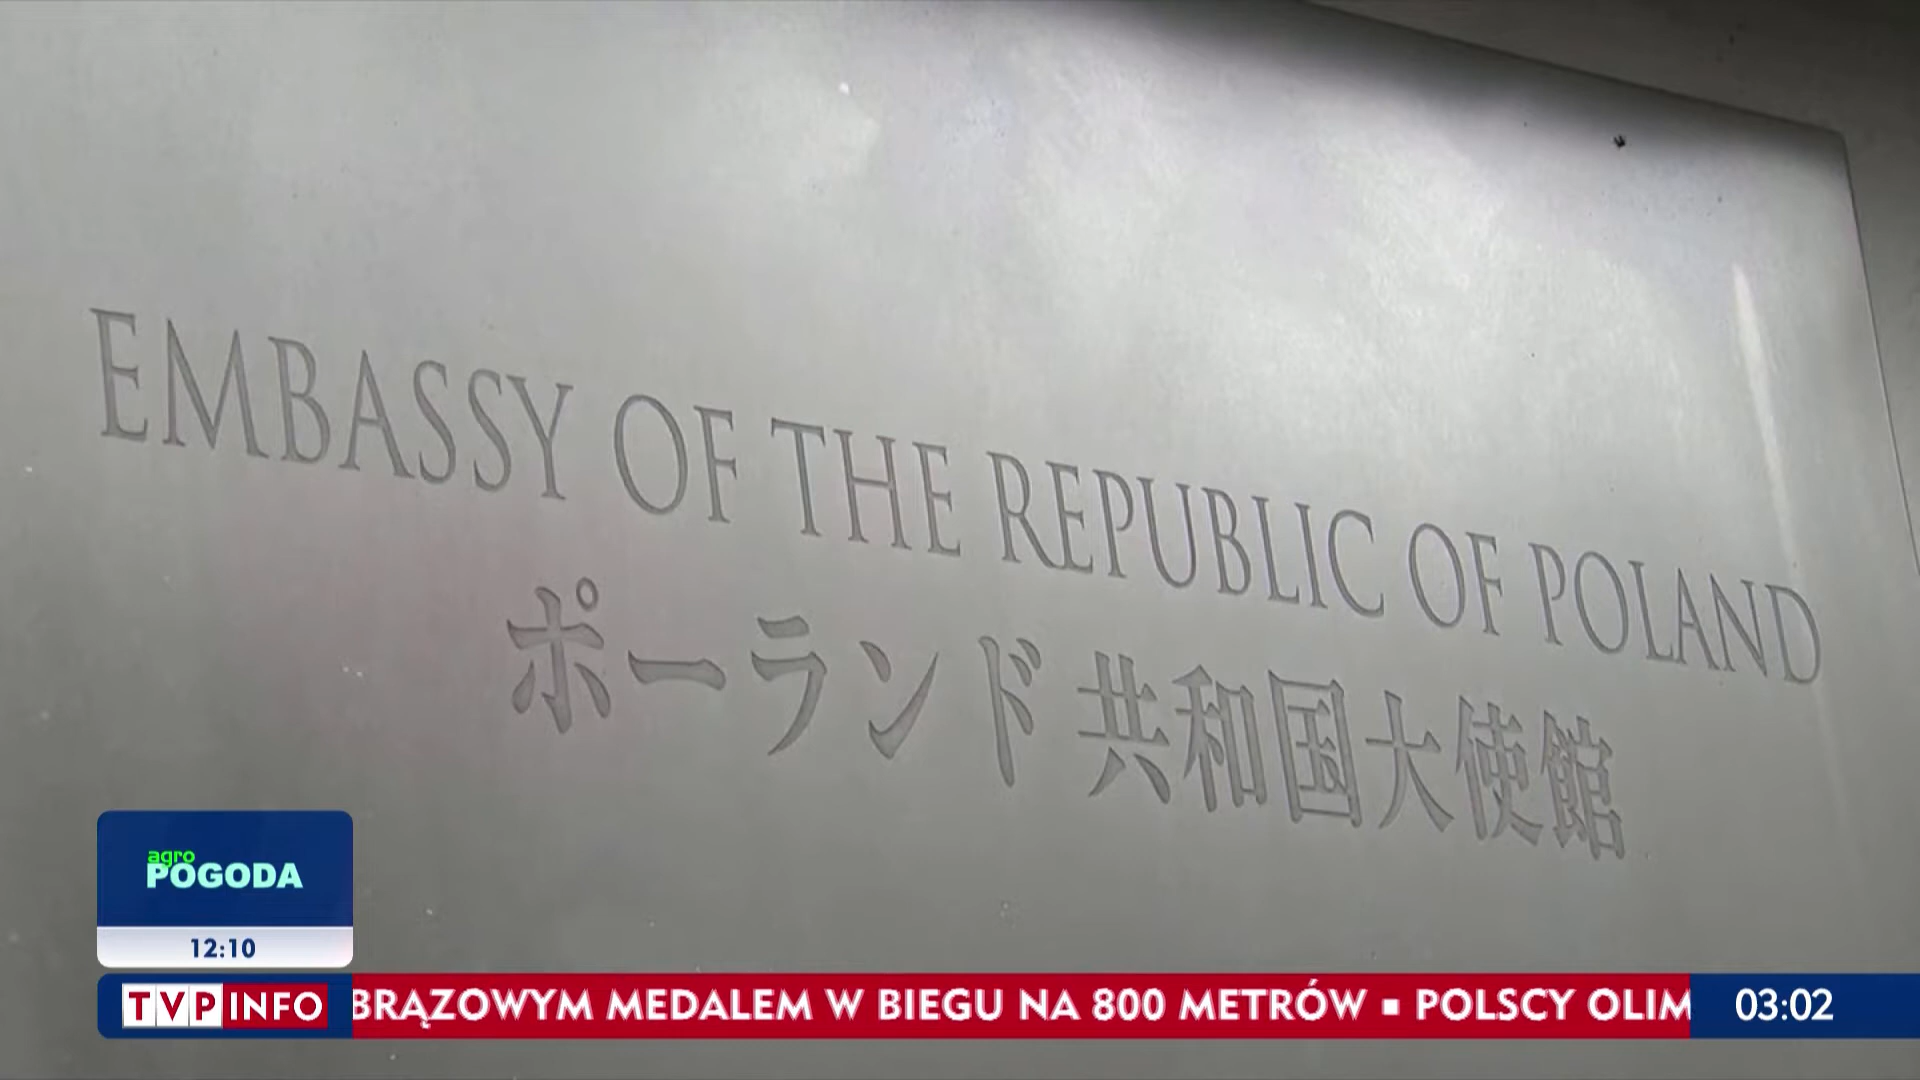 EMBASSY OF THE REPUBLIC OF POLAND
ポーランド共和国大使館
agro
POGODA
12:10
TVP INFO
BRĄZOWYM MEDALEM W BIEGU NA 800 METRÓW ▪ POLSCY OLIM
03:02